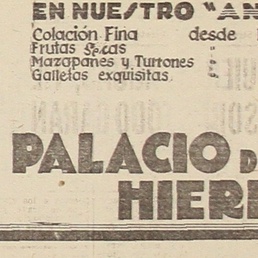 EN NUESTRO "AN
Colación Fina desde
Frutas Secas
Mazapanes y Turrones
Galletas exquisitas
PALACIO D
HIER